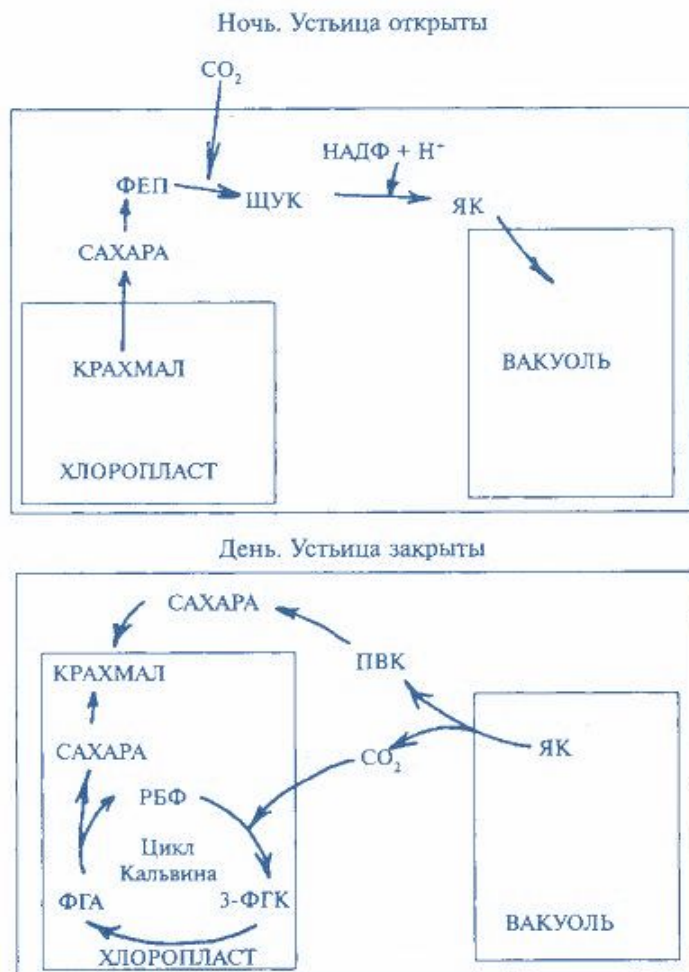 Ночь. Устьица открыты
CO₂
НАДФ + Н⁺
ФЕП
ЩУК
ЯК
САХАРА
КРАХМАЛ
ВАКУОЛЬ
ХЛОРОПЛАСТ
День. Устьица закрыты
САХАРА
ПВК
КРАХМАЛ
САХАРА
CO₂
ЯК
РБФ
Цикл
Кальвина
ФГА
3-ФГК
ВАКУОЛЬ
ХЛОРОПЛАСТ